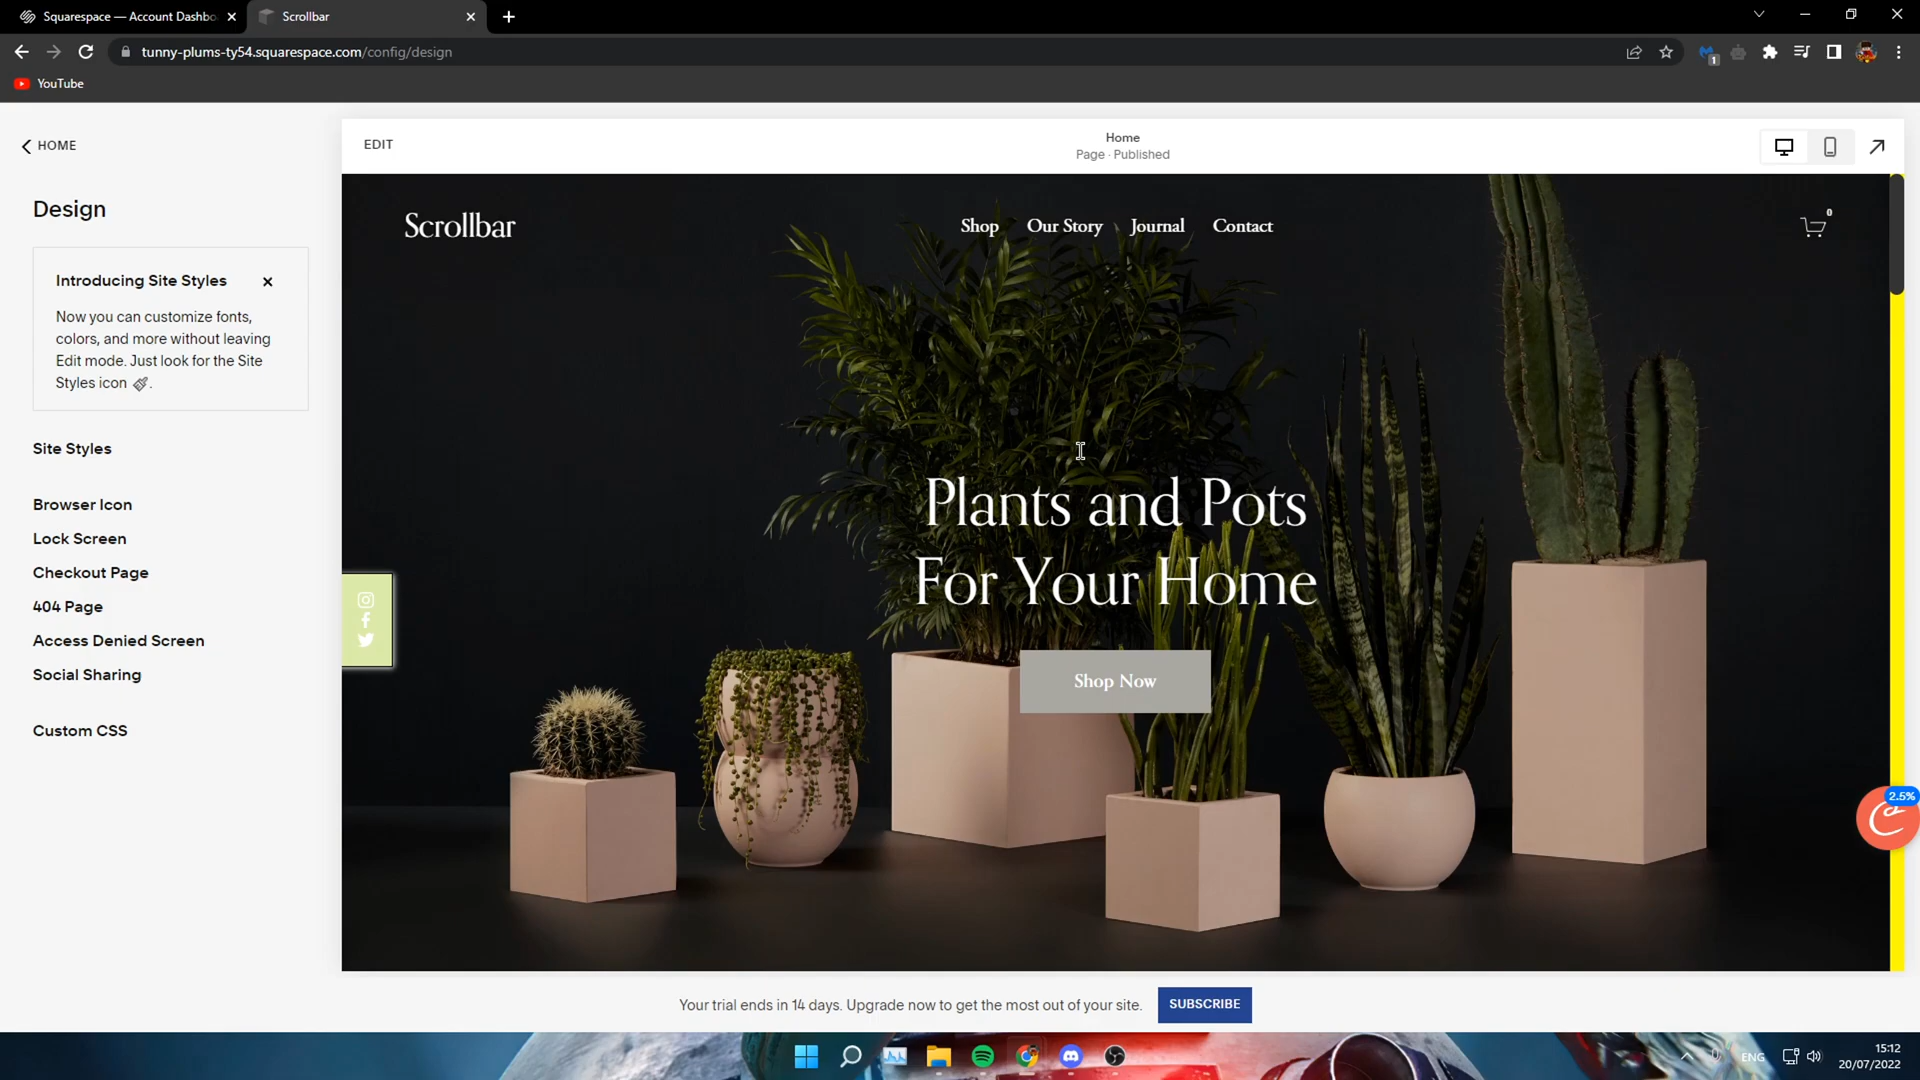 Squarespace — Account Dashbo
Scrollbar
tunny-plums-ty54.squarespace.com/config/design
1
YouTube
HOME
EDIT
Home
Page · Published
Design
Introducing Site Styles
Now you can customize fonts,
colors, and more without leaving
Edit mode. Just look for the Site
Styles icon
.
Site Styles
Browser Icon
Lock Screen
Checkout Page
404 Page
Access Denied Screen
Social Sharing
Custom CSS
Scrollbar
Shop
Our Story
Journal
Contact
0
Plants and Pots
For Your Home
Shop Now
2.5%
Your trial ends in 14 days. Upgrade now to get the most out of your site.
SUBSCRIBE
ENG
15:12
20/07/2022